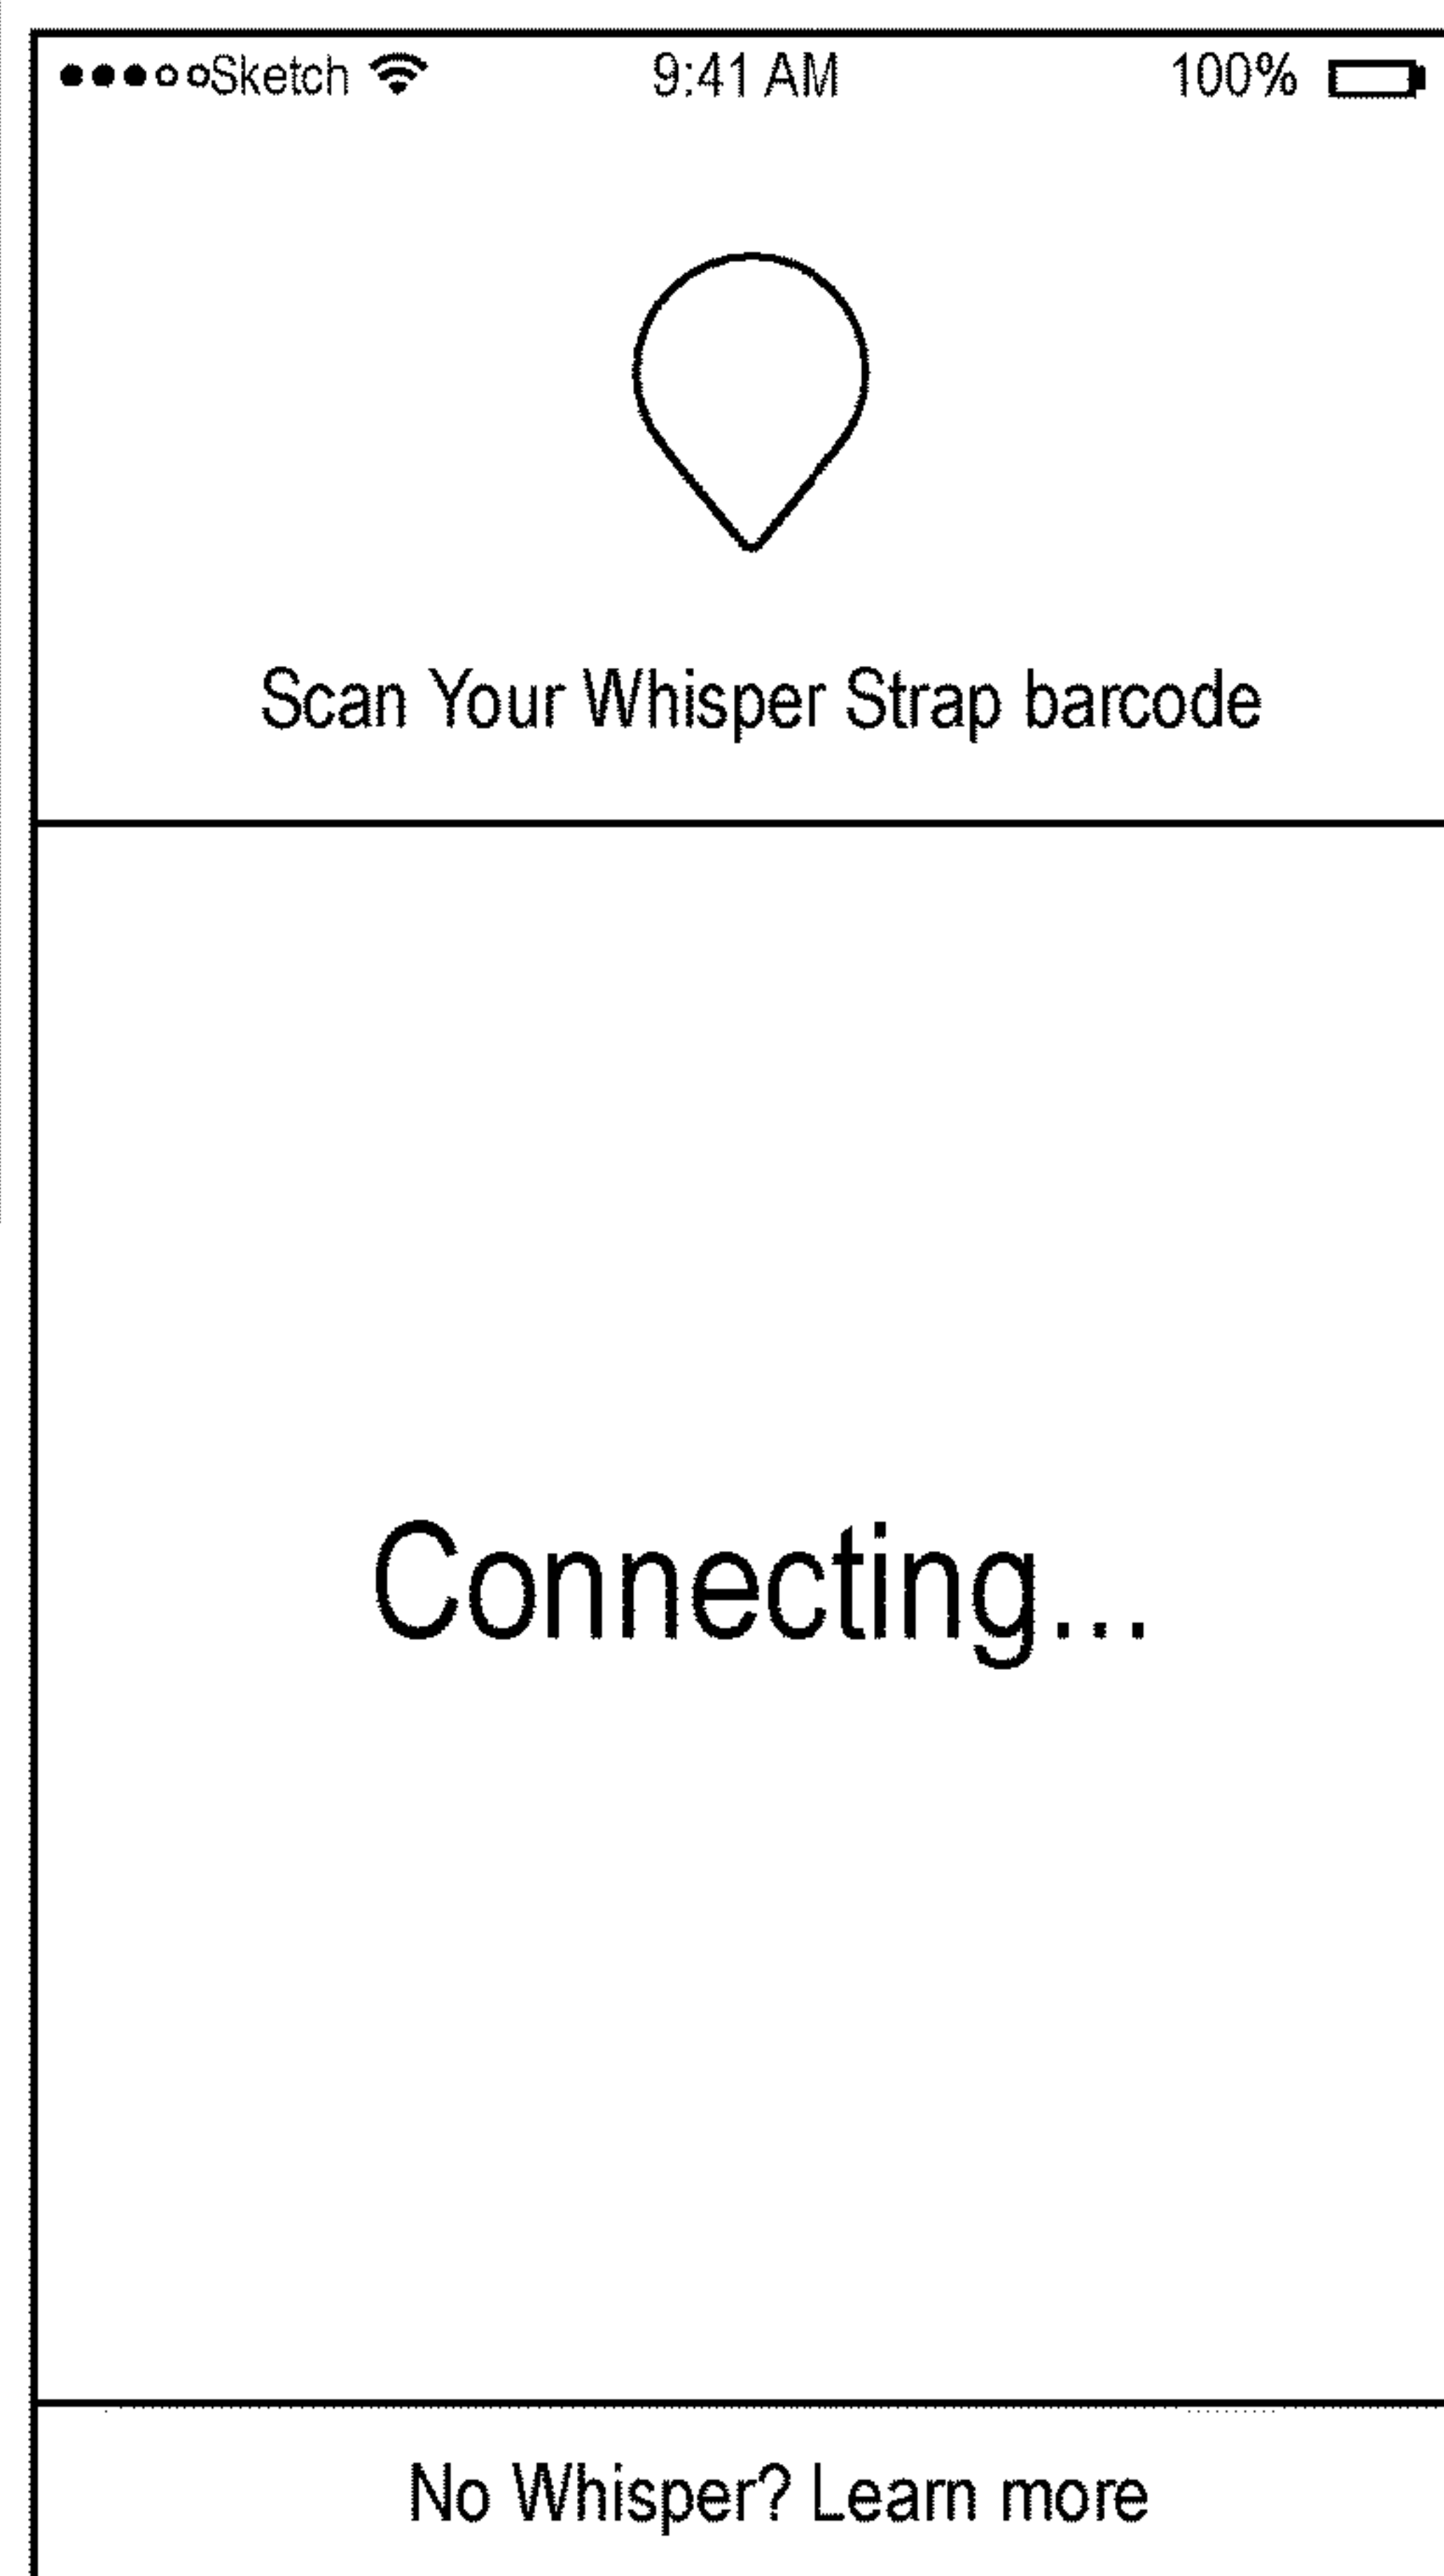 Sketch 9:41 AM 100%
Scan Your Whisper Strap barcode
Connecting...
No Whisper? Learn more